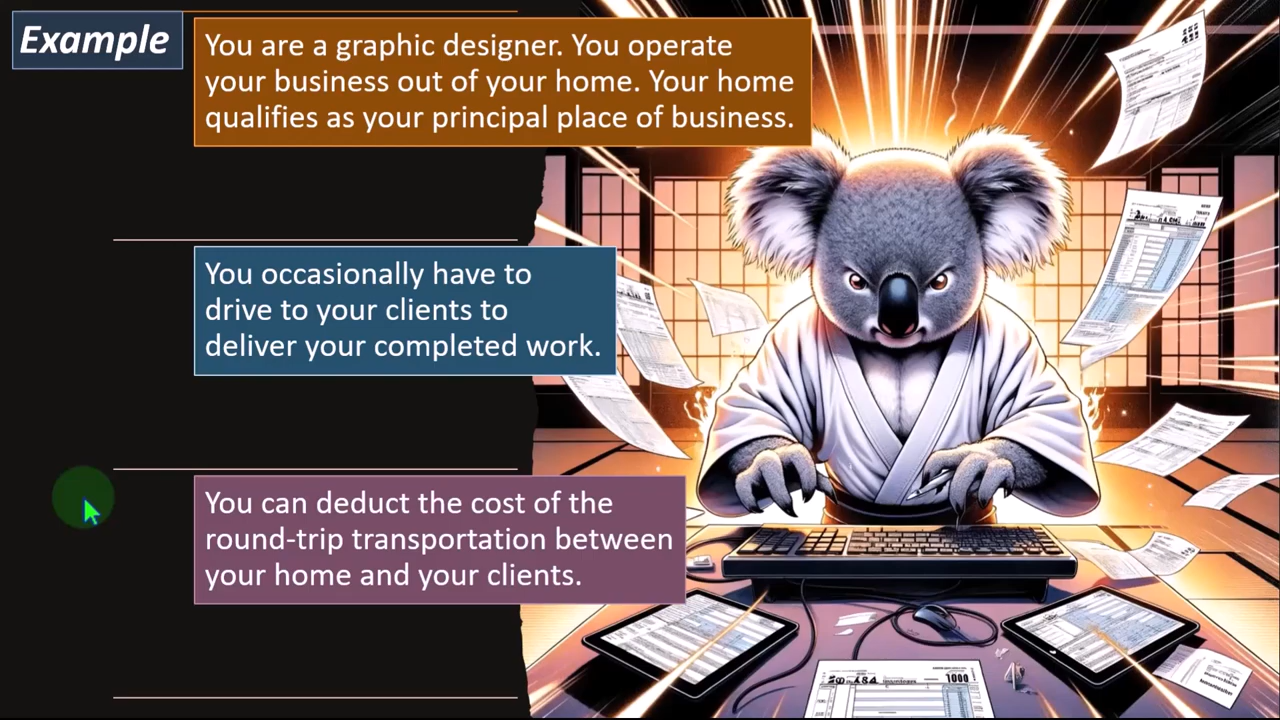 Example
You are a graphic designer. You operate
your business out of your home. Your home
qualifies as your principal place of business.
You occasionally have to
drive to your clients to
deliver your completed work.
You can deduct the cost of the
round-trip transportation between
your home and your clients.
1000